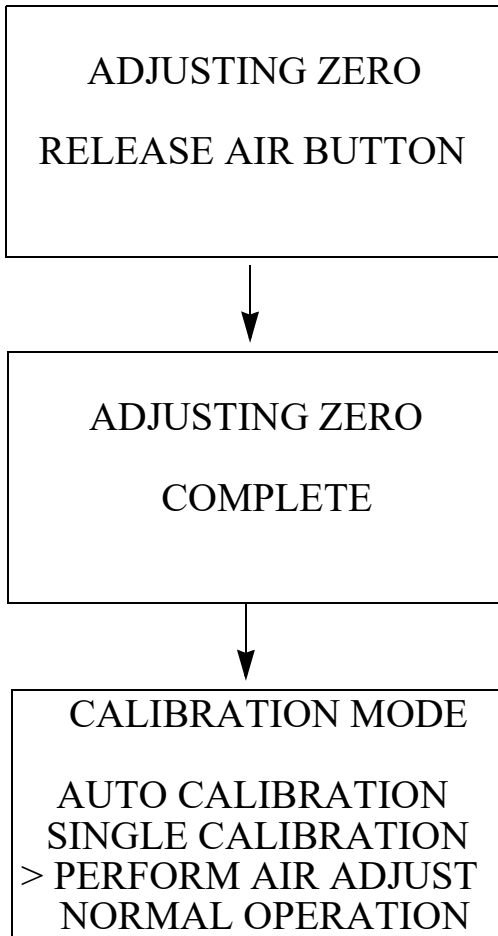 ADJUSTING ZERO
RELEASE AIR BUTTON
ADJUSTING ZERO
COMPLETE
CALIBRATION MODE
AUTO CALIBRATION
SINGLE CALIBRATION
> PERFORM AIR ADJUST
NORMAL OPERATION